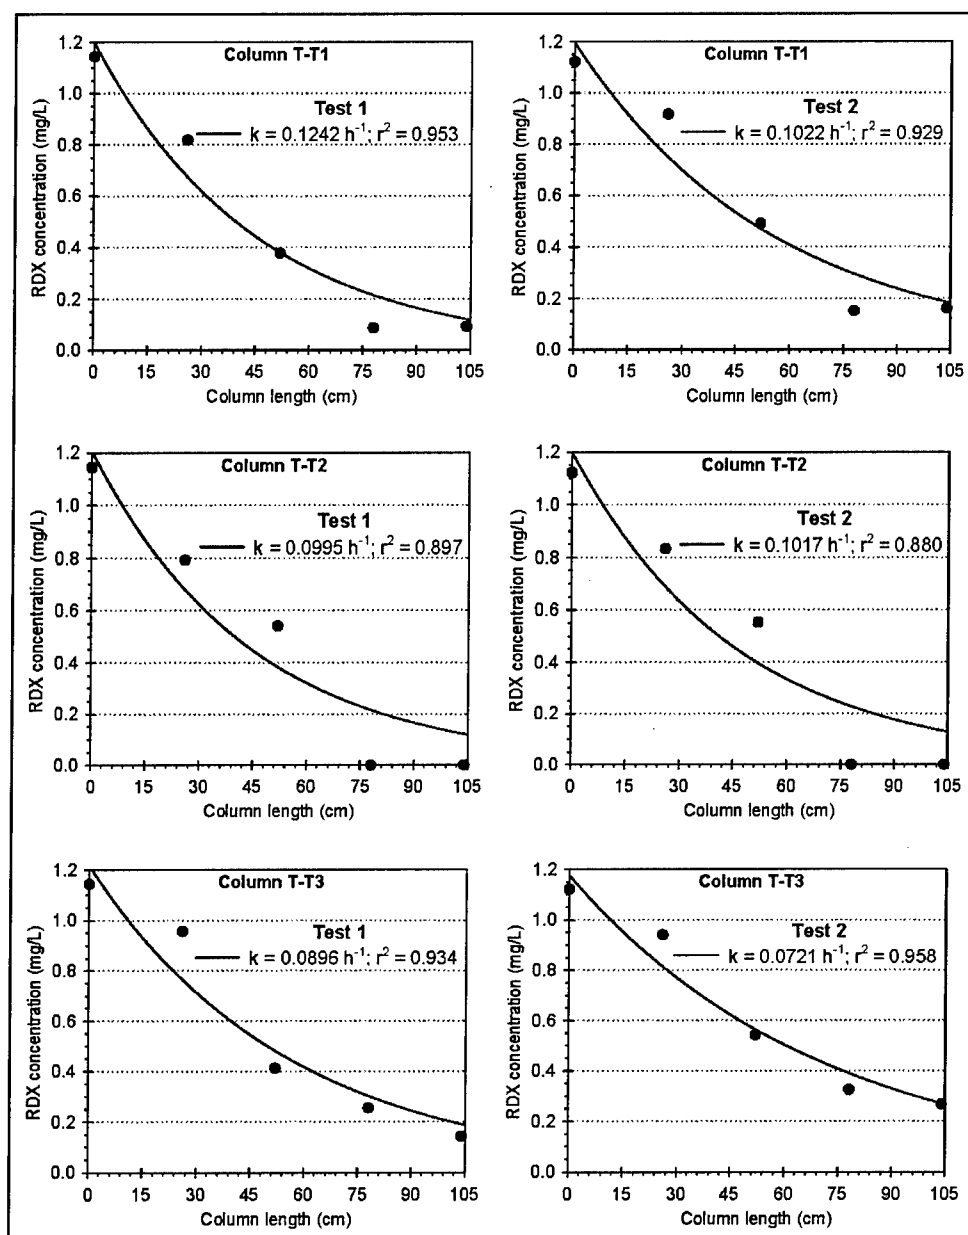 Column T-T1
Test 1
k = 0.1242 h⁻¹; r² = 0.953
RDX concentration (mg/L)
1.2
1.0
0.8
0.6
0.4
0.2
0.0
0 15 30 45 60 75 90 105
Column length (cm)
Column T-T1
Test 2
k = 0.1022 h⁻¹; r² = 0.929
RDX concentration (mg/L)
1.2
1.0
0.8
0.6
0.4
0.2
0.0
0 15 30 45 60 75 90 105
Column length (cm)
Column T-T2
Test 1
k = 0.0995 h⁻¹; r² = 0.897
RDX concentration (mg/L)
1.2
1.0
0.8
0.6
0.4
0.2
0.0
0 15 30 45 60 75 90 105
Column length (cm)
Column T-T2
Test 2
k = 0.1017 h⁻¹; r² = 0.880
RDX concentration (mg/L)
1.2
1.0
0.8
0.6
0.4
0.2
0.0
0 15 30 45 60 75 90 105
Column length (cm)
Column T-T3
Test 1
k = 0.0896 h⁻¹; r² = 0.934
RDX concentration (mg/L)
1.2
1.0
0.8
0.6
0.4
0.2
0.0
0 15 30 45 60 75 90 105
Column length (cm)
Column T-T3
Test 2
k = 0.0721 h⁻¹; r² = 0.958
RDX concentration (mg/L)
1.2
1.0
0.8
0.6
0.4
0.2
0.0
0 15 30 45 60 75 90 105
Column length (cm)